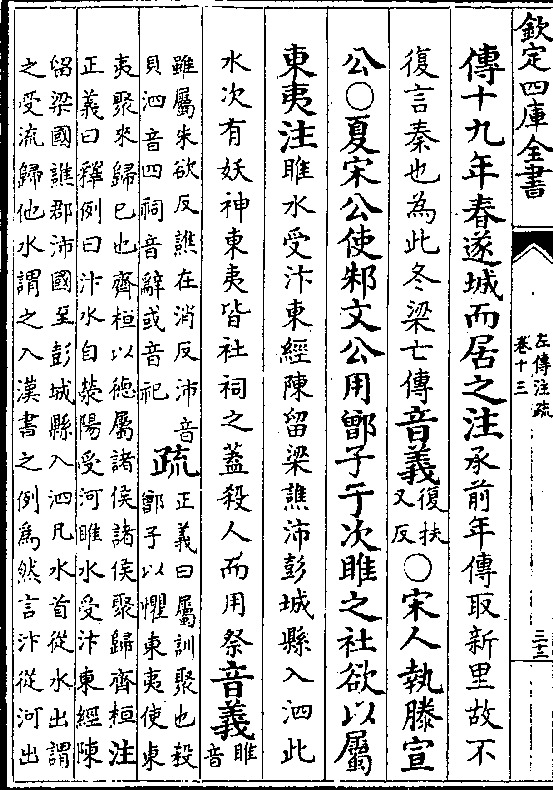 欽定四庫全書
左傳注疏
卷十三
三十三
傳十九年春遂城而居之注承前年傳取新里故不
復言秦也為此冬梁亡傳音義復扶
又反○宋人執滕宣
公○夏宋公使邾文公用鄫子于次睢之社欲以屬
東夷注睢水受汴東經陳留梁譙沛彭城縣入泗此
水次有妖神東夷皆社祠之蓋殺人而用祭音義睢
音
雖屬朱欲反譙在消反沛音
貝泗音四祠音辭或音祀疏正義曰屬訓聚也殺
鄫子以懼東夷使東
夷聚來歸已也齊桓以德屬諸侯諸侯聚歸齊桓注
正義曰釋例曰汴水自滎陽受河睢水受汴東經陳
留梁國譙郡沛國至彭城縣入泗凡水首從水出謂
之受流歸他水謂之入漢書之例為然言汴從河出